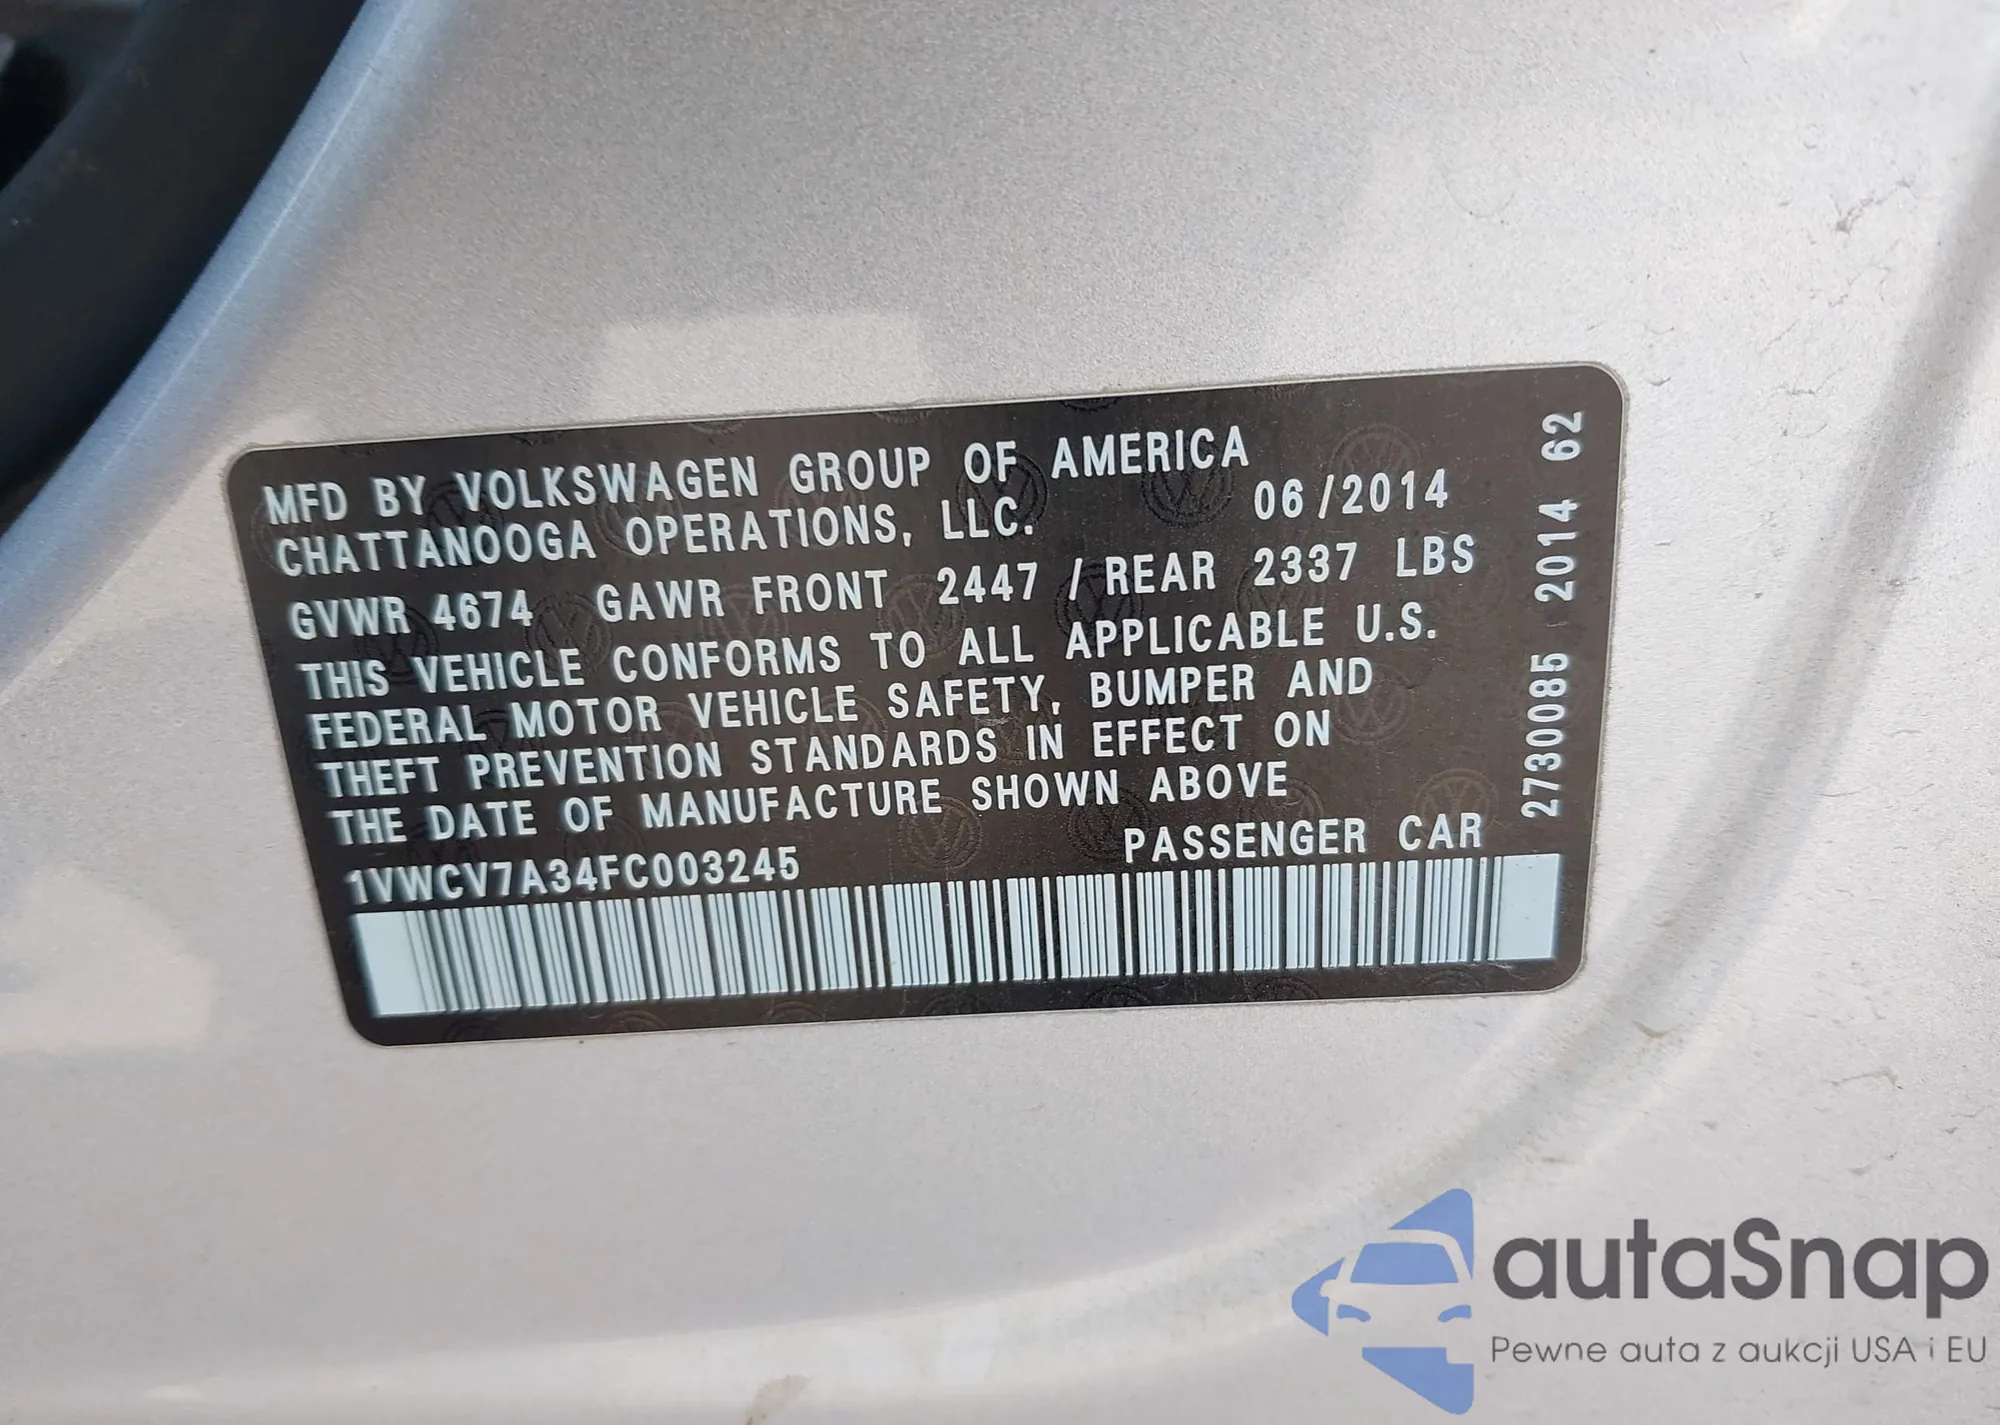 MFD BY VOLKSWAGEN GROUP OF AMERICA
CHATTANOOGA OPERATIONS, LLC. 06/2014
GVWR 4674 GAWR FRONT 2447 / REAR 2337 LBS
THIS VEHICLE CONFORMS TO ALL APPLICABLE U.S.
FEDERAL MOTOR VEHICLE SAFETY, BUMPER AND
THEFT PREVENTION STANDARDS IN EFFECT ON
THE DATE OF MANUFACTURE SHOWN ABOVE
1VWCV7A34FC003245 PASSENGER CAR
27300085 2014 62
autaSnap
Pewne auta z aukcji USA i EU